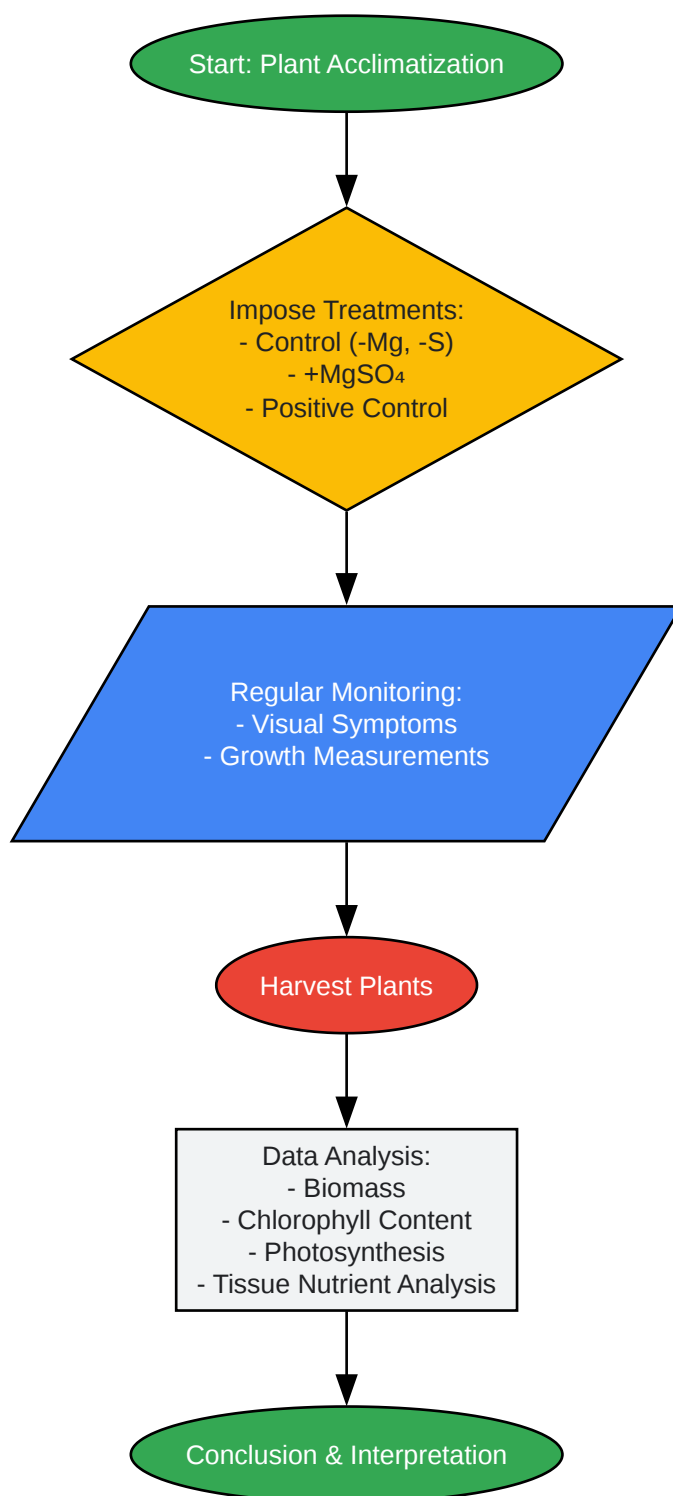 Start: Plant Acclimatization
Impose Treatments:
- Control (-Mg, -S)
- +MgSO₄
- Positive Control
Regular Monitoring:
- Visual Symptoms
- Growth Measurements
Harvest Plants
Data Analysis:
- Biomass
- Chlorophyll Content
- Photosynthesis
- Tissue Nutrient Analysis
Conclusion & Interpretation